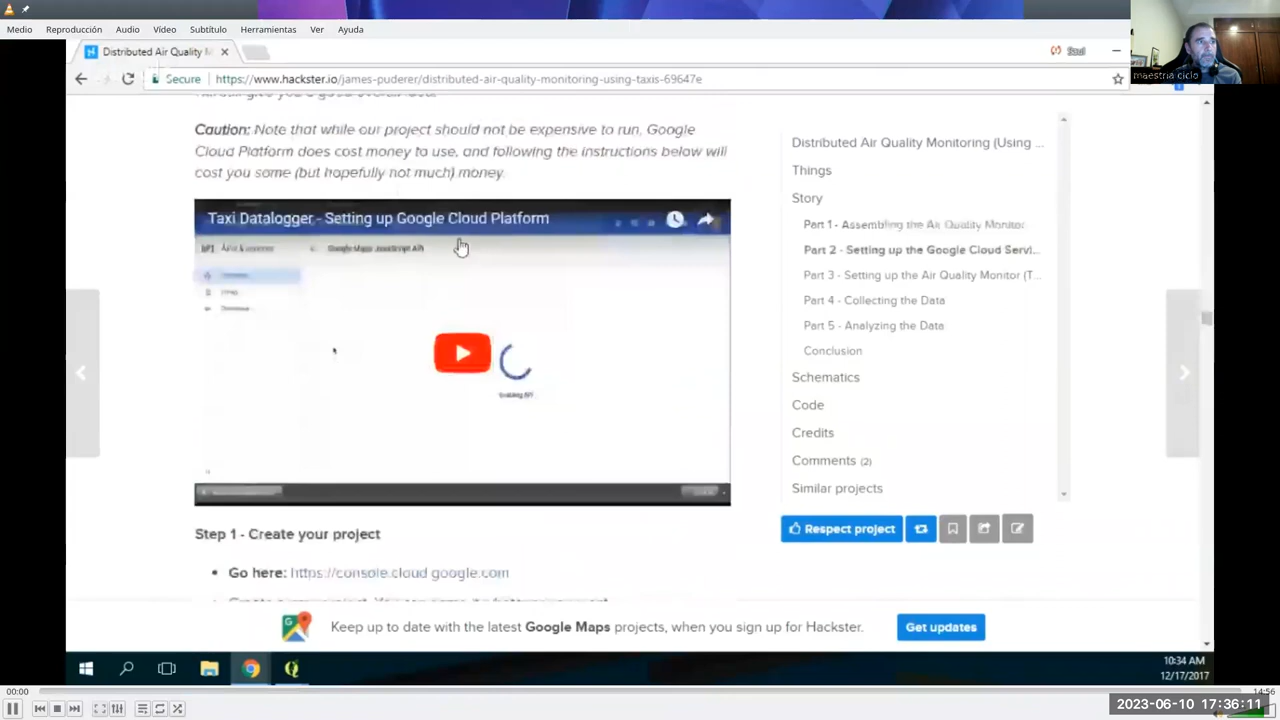 Medio Reproducción Audio Vídeo Subtítulo Herramientas Ver Ayuda
maestria ciclo
Distributed Air Quality M
Saul
Secure https://www.hackster.io/james-puderer/distributed-air-quality-monitoring-using-taxis-69647e
Caution: Note that while our project should not be expensive to run, Google
Cloud Platform does cost money to use, and following the instructions below will
cost you some (but hopefully not much) money.
Taxi Datalogger - Setting up Google Cloud Platform
Google Maps JavaScript API
Enabling API
Step 1 - Create your project
Go here: https://console.cloud.google.com
Distributed Air Quality Monitoring (Using ...
Things
Story
Part 1 - Assembling the Air Quality Monitor
Part 2 - Setting up the Google Cloud Servi...
Part 3 - Setting up the Air Quality Monitor (T...
Part 4 - Collecting the Data
Part 5 - Analyzing the Data
Conclusion
Schematics
Code
Credits
Comments (2)
Similar projects
Respect project
Keep up to date with the latest Google Maps projects, when you sign up for Hackster.
Get updates
10:34 AM
12/17/2017
00:00
14:56
2023-06-10 17:36:11